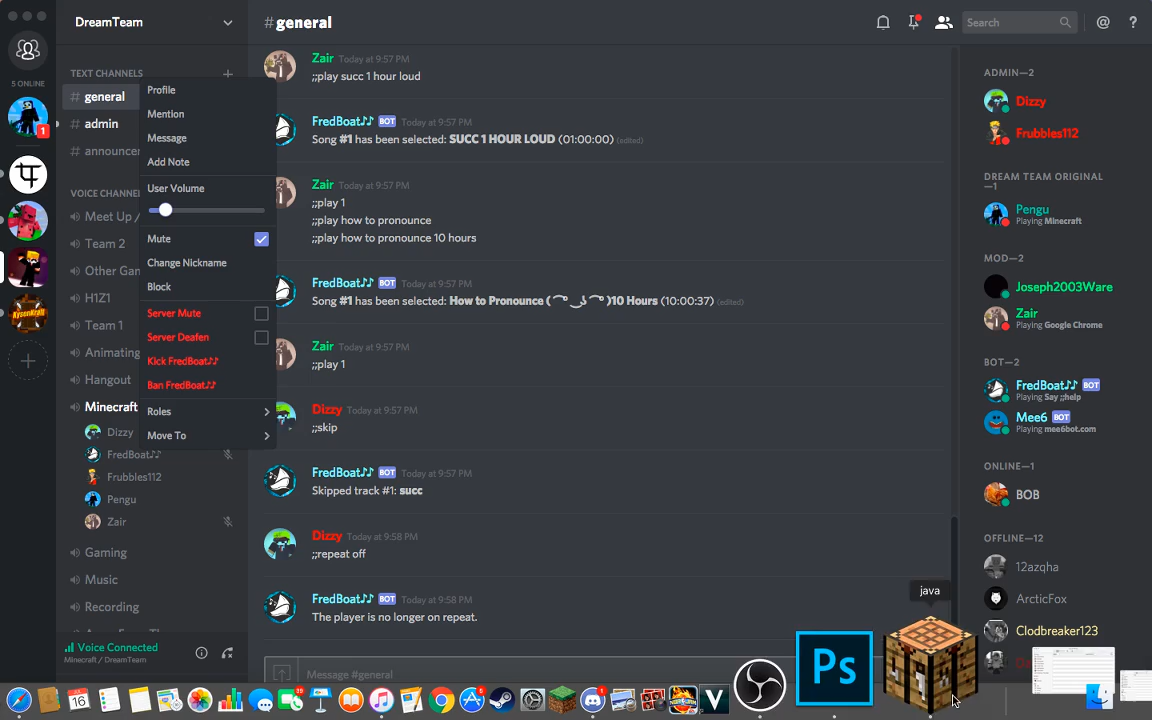 DreamTeam
#general
Search
@
?
5 ONLINE
1
TEXT CHANNELS
+
# general
# admin
# announcer
VOICE CHANNE
Meet Up /
Team 2
Other Gan
H1Z1
Team 1
Animating
Hangout
Minecraft
Dizzy
FredBoat♪♪
Frubbles112
Pengu
Zair
Gaming
Music
Recording
Voice Connected
Minecraft / DreamTeam
Profile
Mention
Message
Add Note
User Volume
Mute
Change Nickname
Block
Server Mute
Server Deafen
Kick FredBoat♪♪
Ban FredBoat♪♪
Roles
Move To
Zair Today at 9:57 PM
;;play succ 1 hour loud
FredBoat♪♪ BOT Today at 9:57 PM
Song #1 has been selected: SUCC 1 HOUR LOUD (01:00:00) (edited)
Zair Today at 9:57 PM
;;play 1
;;play how to pronounce
;;play how to pronounce 10 hours
FredBoat♪♪ BOT Today at 9:57 PM
Song #1 has been selected: How to Pronounce ( ͡° ͜ʖ ͡° )10 Hours (10:00:37) (edited)
Zair Today at 9:57 PM
;;play 1
Dizzy Today at 9:57 PM
;;skip
FredBoat♪♪ BOT Today at 9:57 PM
Skipped track #1: succ
Dizzy Today at 9:58 PM
;;repeat off
FredBoat♪♪ BOT Today at 9:58 PM
The player is no longer on repeat.
Message #general
ADMIN—2
Dizzy
Frubbles112
DREAM TEAM ORIGINAL
—1
Pengu
Playing Minecraft
MOD—2
Joseph2003Ware
Zair
Playing Google Chrome
BOT—2
FredBoat♪♪ BOT
Playing Say ;;help
Mee6 BOT
Playing mee6bot.com
ONLINE—1
BOB
OFFLINE—12
12azqha
ArcticFox
Clodbreaker123
java
Ps
16
V